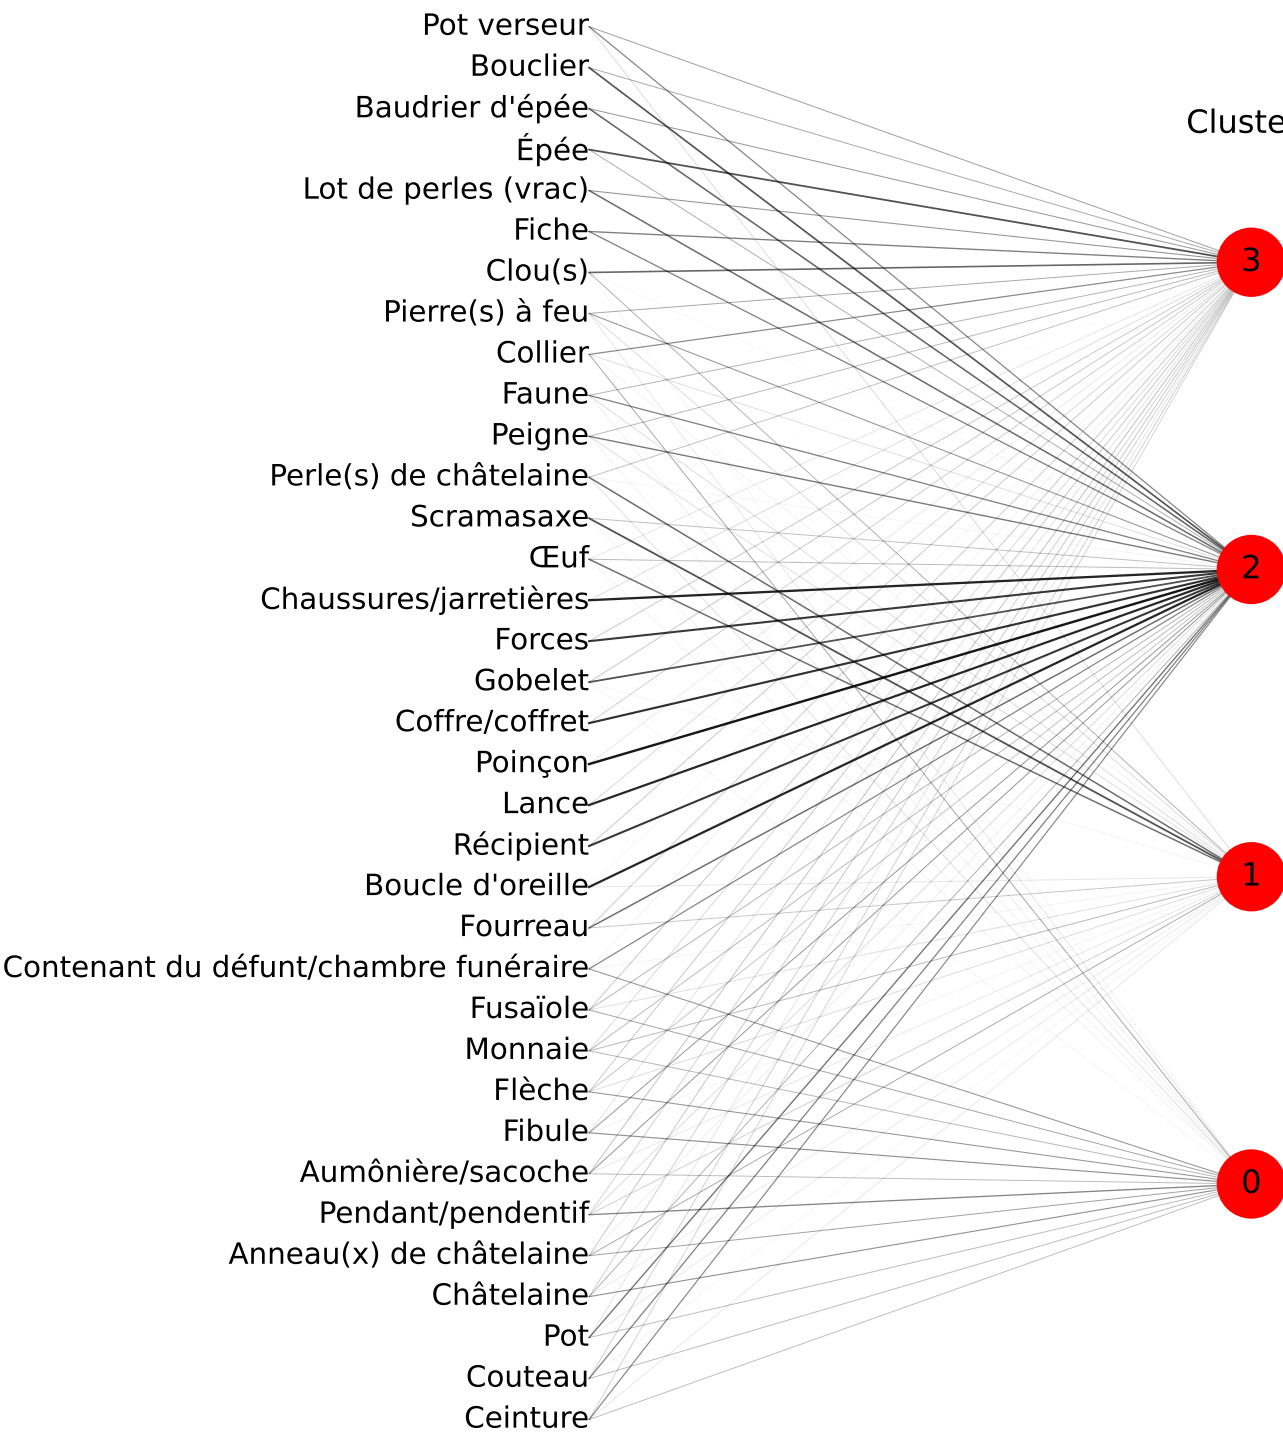 Pot verseur
Bouclier
Baudrier d'épée
Cluste
Épée
Lot de perles (vrac)
Fiche
3
Clou(s)
Pierre(s) à feu
Collier
Faune
Peigne
Perle(s) de châtelaine
Scramasaxe
Œuf
2
Chaussures/jarretières
Forces
Gobelet
Coffre/coffret
Poinçon
Lance
Récipient
1
Boucle d'oreille
Fourreau
Contenant du défunt/chambre funéraire
Fusaïole
Monnaie
Flèche
Fibule
Aumônière/sacoche
0
Pendant/pendentif
Anneau(x) de châtelaine
Châtelaine
Pot
Couteau
Ceinture